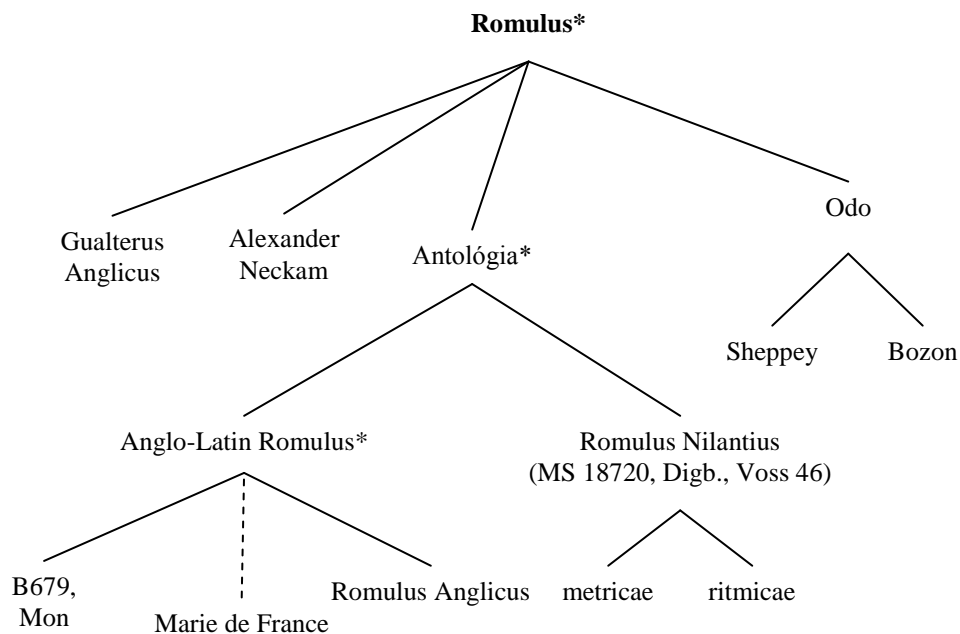 Romulus*
Gualterus
Anglicus
Alexander
Neckam
Antológia*
Odo
Sheppey
Bozon
Anglo-Latin Romulus*
Romulus Nilantius
(MS 18720, Digb., Voss 46)
B679,
Mon
Marie de France
Romulus Anglicus
metricae
ritmicae